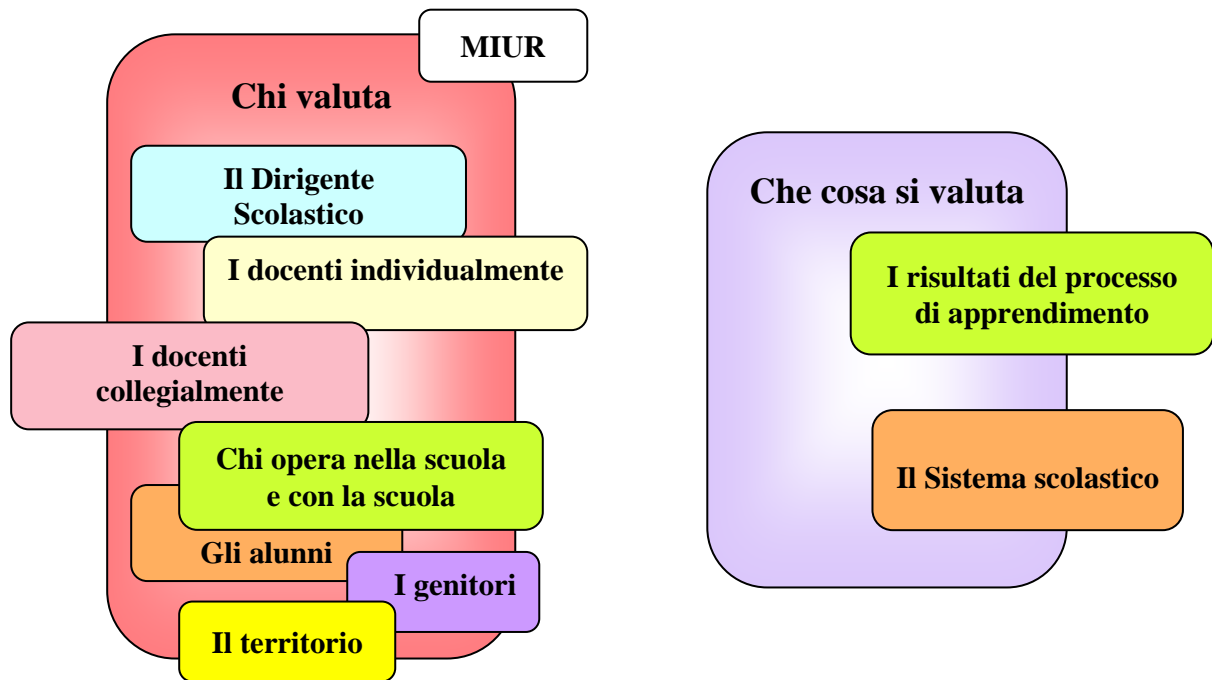 MIUR
Chi valuta
Il Dirigente
Scolastico
I docenti individualmente
I docenti
collegialmente
Chi opera nella scuola
e con la scuola
Gli alunni
I genitori
Il territorio
Che cosa si valuta
I risultati del processo
di apprendimento
Il Sistema scolastico